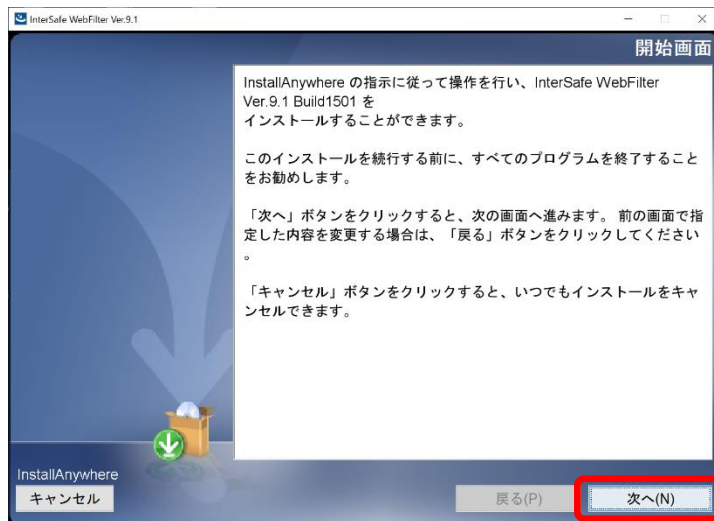 InterSafe WebFilter Ver.9.1
開始画面
InstallAnywhere の指示に従って操作を行い、InterSafe WebFilter
Ver.9.1 Build1501 を
インストールすることができます。
このインストールを続行する前に、すべてのプログラムを終了すること
をお勧めします。
「次へ」ボタンをクリックすると、次の画面へ進みます。 前の画面で指
定した内容を変更する場合は、「戻る」ボタンをクリックしてください
。
「キャンセル」ボタンをクリックすると、いつでもインストールをキャ
ンセルできます。
InstallAnywhere
キャンセル
戻る(P)
次へ(N)